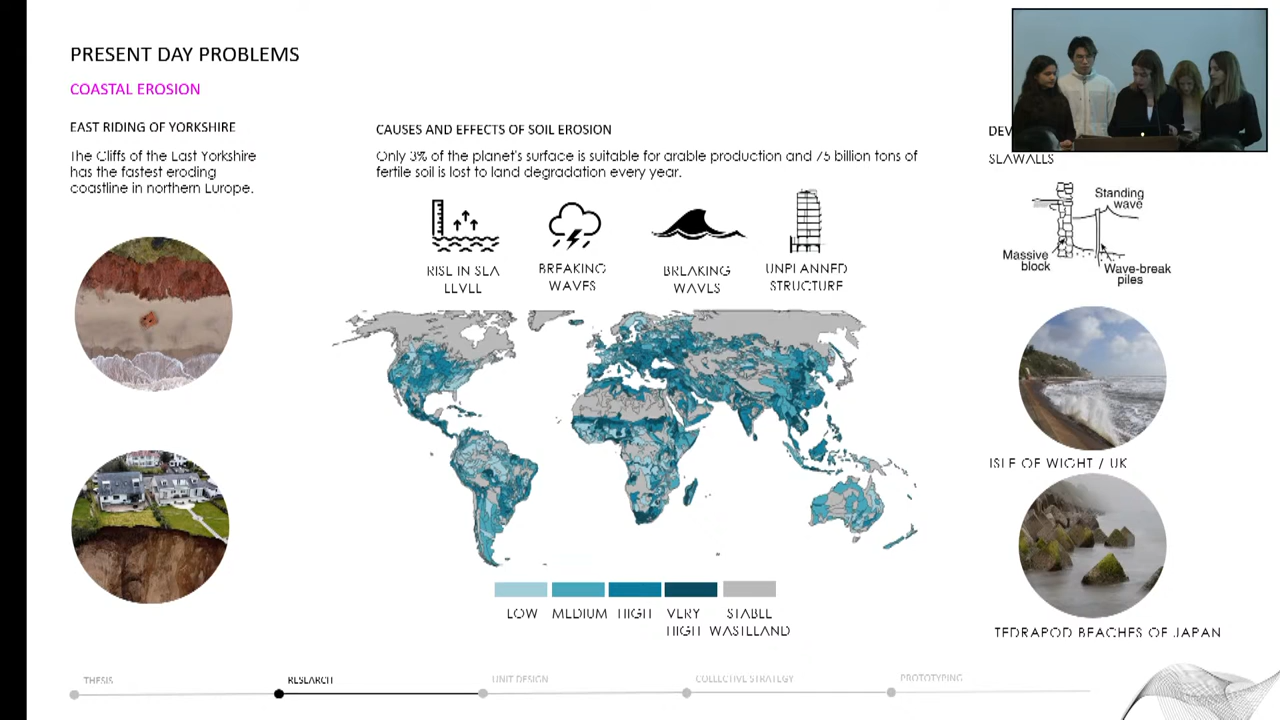 PRESENT DAY PROBLEMS
COASTAL EROSION
EAST RIDING OF YORKSHIRE
The Cliffs of the Last Yorkshire
has the fastest eroding
coastline in northern Europe.
CAUSES AND EFFECTS OF SOIL EROSION
Only 3% of the planet's surface is suitable for arable production and 75 billion tons of
fertile soil is lost to land degradation every year.
RISE IN SEA
LEVEL
BREAKING
WAVES
BREAKING
WAVES
UNPLANNED
STRUCTURE
LOW
MEDIUM
HIGH
VERY
HIGH
STABLE
WASTELAND
SEAWALLS
Standing
wave
Massive
block
Wave-break
piles
ISLE OF WIGHT / UK
TEDRAPOD BEACHES OF JAPAN
THESIS
RESEARCH
UNIT DESIGN
COLLECTIVE STRATEGY
PROTOTYPING